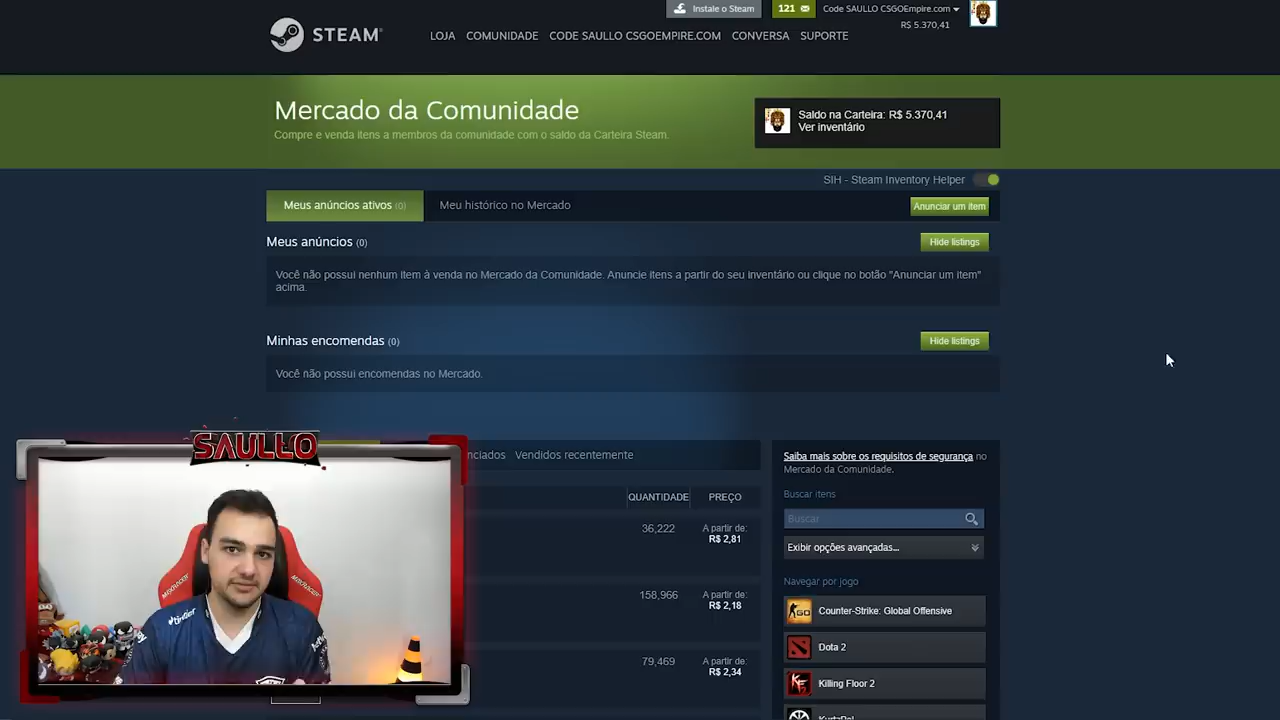 Instale o Steam
121
Code SAULLO CSGOEmpire.com
R$ 5.370,41
STEAM
LOJA COMUNIDADE CODE SAULLO CSGOEMPIRE.COM CONVERSA SUPORTE
Mercado da Comunidade
Compre e venda itens a membros da comunidade com o saldo da Carteira Steam.
Saldo na Carteira: R$ 5.370,41
Ver inventário
SIH - Steam Inventory Helper
Meus anúncios ativos (0)
Meu histórico no Mercado
Anunciar um item
Meus anúncios (0)
Hide listings
Você não possui nenhum item à venda no Mercado da Comunidade. Anuncie itens a partir do seu inventário ou clique no botão "Anunciar um item"
acima.
Minhas encomendas (0)
Hide listings
Você não possui encomendas no Mercado.
SAULLO
nciados Vendidos recentemente
QUANTIDADE PREÇO
36,222
A partir de:
R$ 2,81
158,966
A partir de:
R$ 2,18
79,469
A partir de:
R$ 2,34
Saiba mais sobre os requisitos de segurança no
Mercado da Comunidade.
Buscar itens
Buscar
Exibir opções avançadas...
Navegar por jogo
Counter-Strike: Global Offensive
Dota 2
Killing Floor 2
KurtzPel